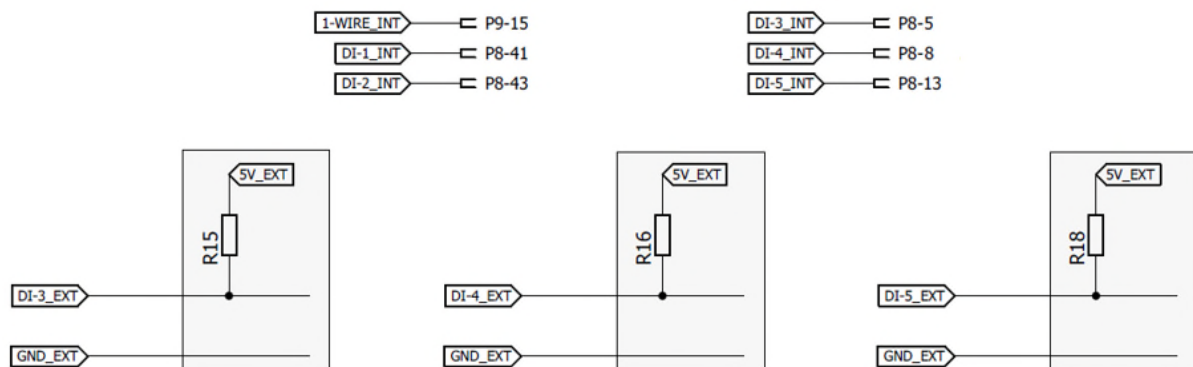 1-WIRE_INT P9-15 DI-3_INT P8-5
DI-1_INT P8-41 DI-4_INT P8-8
DI-2_INT P8-43 DI-5_INT P8-13
5V_EXT 5V_EXT 5V_EXT
R15 R16 R18
DI-3_EXT DI-4_EXT DI-5_EXT
GND_EXT GND_EXT GND_EXT